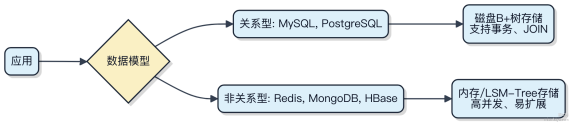 应用
数据模型
关系型: MySQL, PostgreSQL
磁盘B+树存储
支持事务、JOIN
非关系型: Redis, MongoDB, HBase
内存/LSM-Tree存储
高并发、易扩展